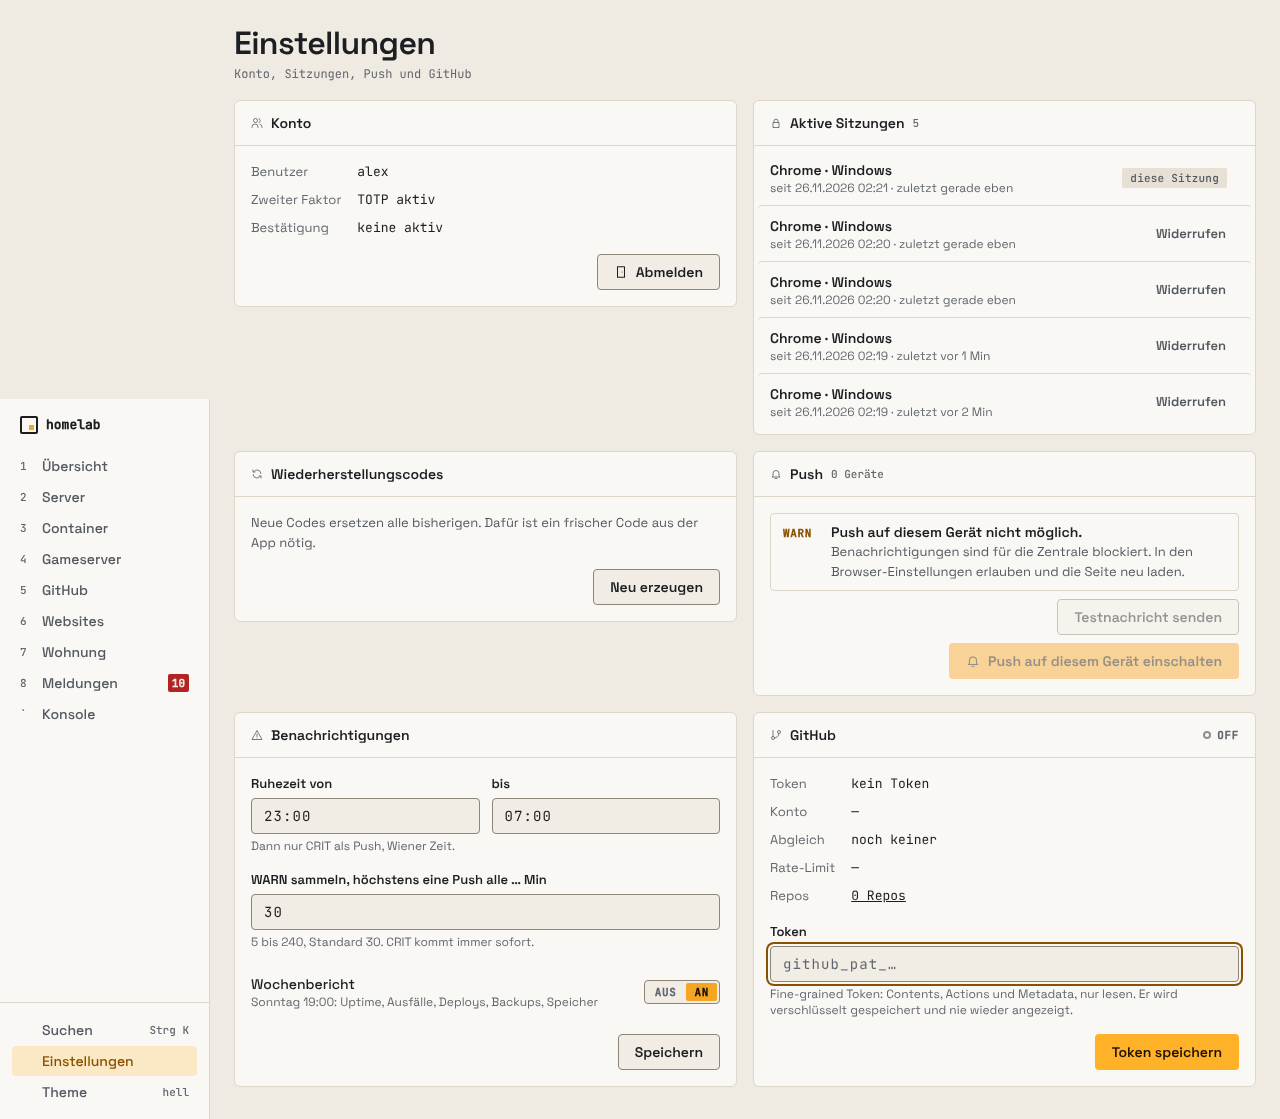 Einstellungen
Konto, Sitzungen, Push und GitHub
Konto
Benutzer alex
Zweiter Faktor TOTP aktiv
Bestätigung keine aktiv
Abmelden
Aktive Sitzungen 5
Chrome · Windows
seit 26.11.2026 02:21 · zuletzt gerade eben
diese Sitzung
Chrome · Windows
seit 26.11.2026 02:20 · zuletzt gerade eben
Widerrufen
Chrome · Windows
seit 26.11.2026 02:20 · zuletzt gerade eben
Widerrufen
Chrome · Windows
seit 26.11.2026 02:19 · zuletzt vor 1 Min
Widerrufen
Chrome · Windows
seit 26.11.2026 02:19 · zuletzt vor 2 Min
Widerrufen
homelab
1 Übersicht
2 Server
3 Container
4 Gameserver
5 GitHub
6 Websites
7 Wohnung
8 Meldungen 10
` Konsole
Suchen Strg K
Einstellungen
Theme hell
Wiederherstellungscodes
Neue Codes ersetzen alle bisherigen. Dafür ist ein frischer Code aus der
App nötig.
Neu erzeugen
Push 0 Geräte
WARN Push auf diesem Gerät nicht möglich.
Benachrichtigungen sind für die Zentrale blockiert. In den
Browser-Einstellungen erlauben und die Seite neu laden.
Testnachricht senden
Push auf diesem Gerät einschalten
Benachrichtigungen
Ruhezeit von bis
23:00 07:00
Dann nur CRIT als Push, Wiener Zeit.
WARN sammeln, höchstens eine Push alle … Min
30
5 bis 240, Standard 30. CRIT kommt immer sofort.
Wochenbericht
Sonntag 19:00: Uptime, Ausfälle, Deploys, Backups, Speicher
AUS AN
Speichern
GitHub OFF
Token kein Token
Konto —
Abgleich noch keiner
Rate-Limit —
Repos 0 Repos
Token
github_pat_…
Fine-grained Token: Contents, Actions und Metadata, nur lesen. Er wird
verschlüsselt gespeichert und nie wieder angezeigt.
Token speichern